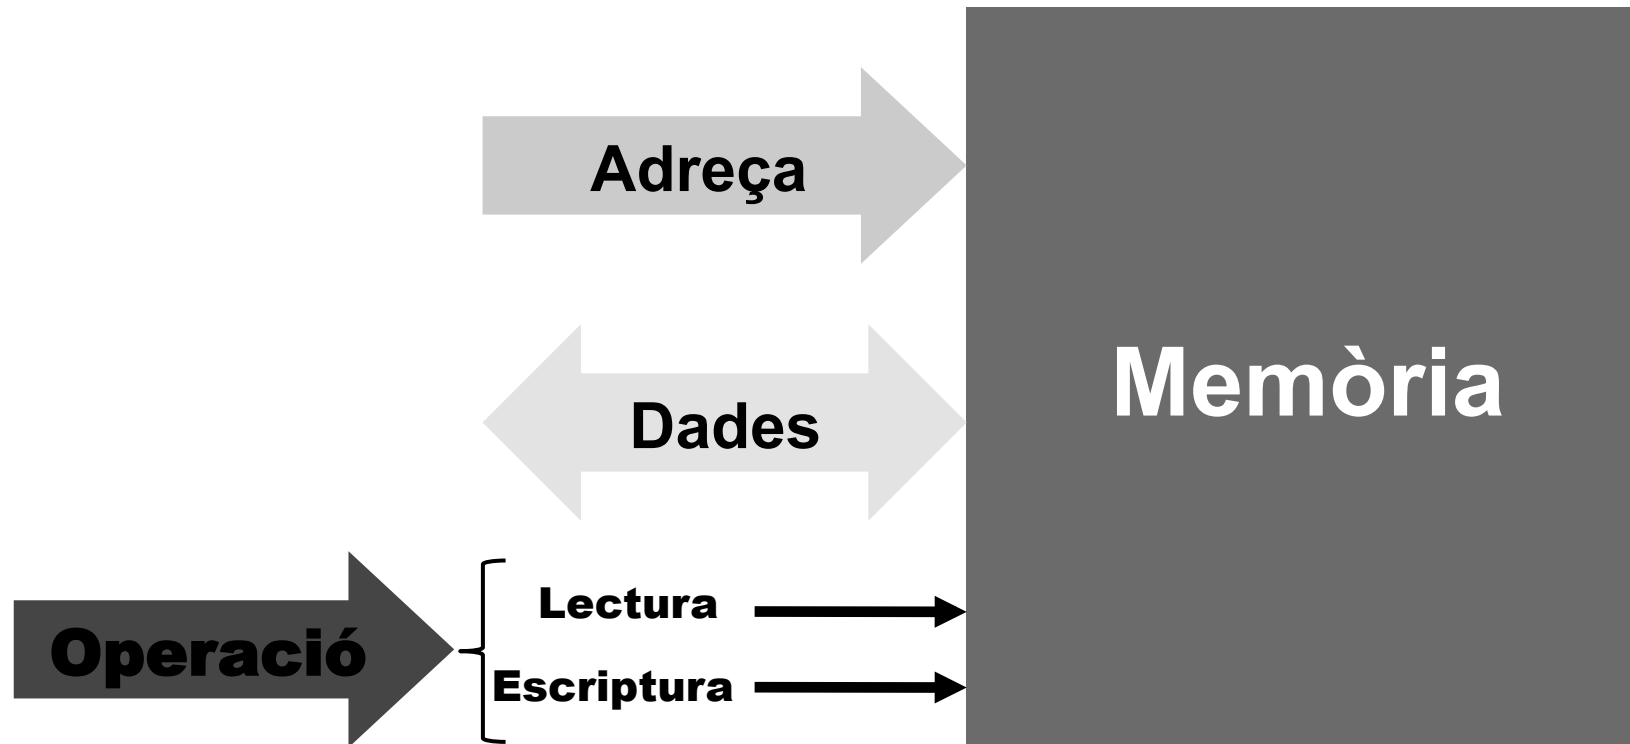 Adreça
Memòria
Dades
Lectura
Operació
Escriptura